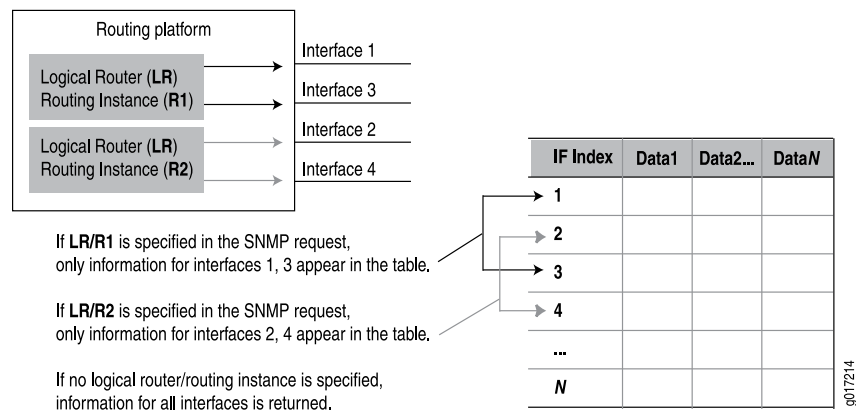 Routing platform
Logical Router (LR)
Routing Instance (R1)
Logical Router (LR)
Routing Instance (R2)
Interface 1
Interface 3
Interface 2
Interface 4
If LR/R1 is specified in the SNMP request,
only information for interfaces 1, 3 appear in the table.
If LR/R2 is specified in the SNMP request,
only information for interfaces 2, 4 appear in the table.
If no logical router/routing instance is specified,
information for all interfaces is returned.
IF Index Data1 Data2... DataN
1
2
3
4
...
N
g017214